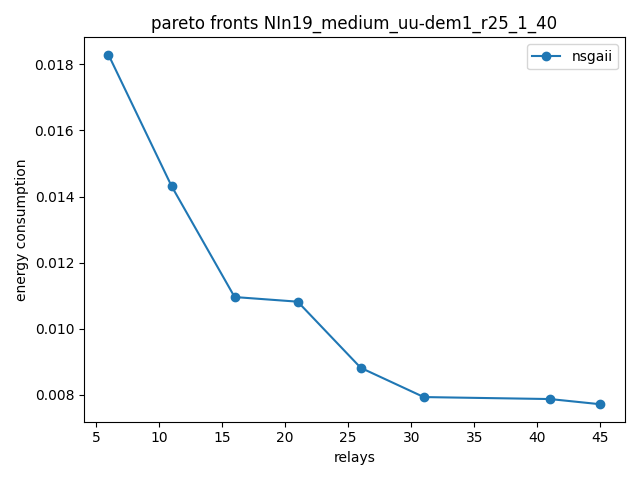 pareto fronts NIn19_medium_uu-dem1_r25_1_40
nsgaii
energy consumption
0.018
0.016
0.014
0.012
0.010
0.008
5 10 15 20 25 30 35 40 45
relays